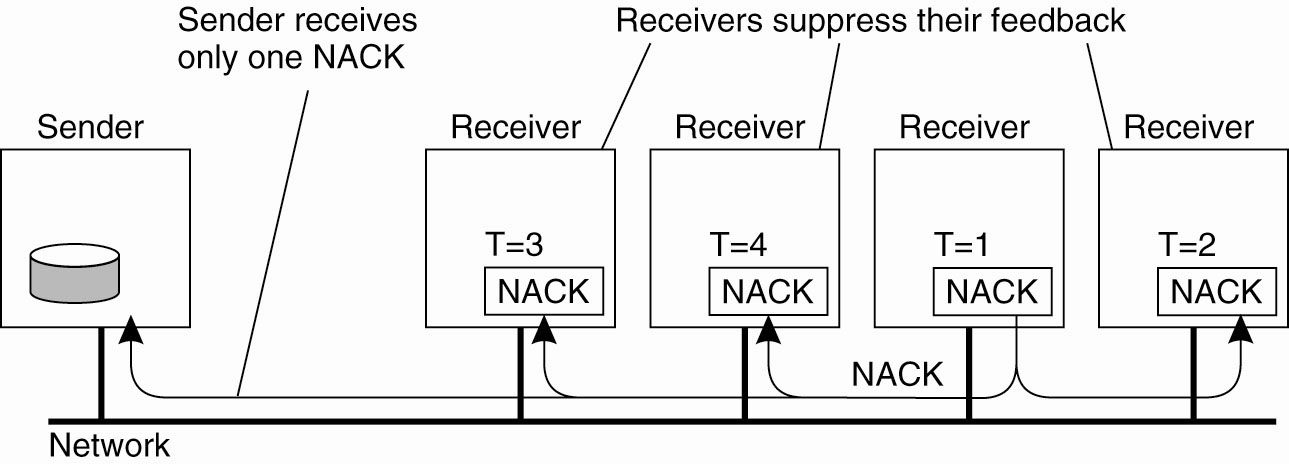 Sender receives
only one NACK
Receivers suppress their feedback
Sender
Receiver
Receiver
Receiver
Receiver
T=3
T=4
T=1
T=2
NACK
NACK
NACK
NACK
NACK
Network